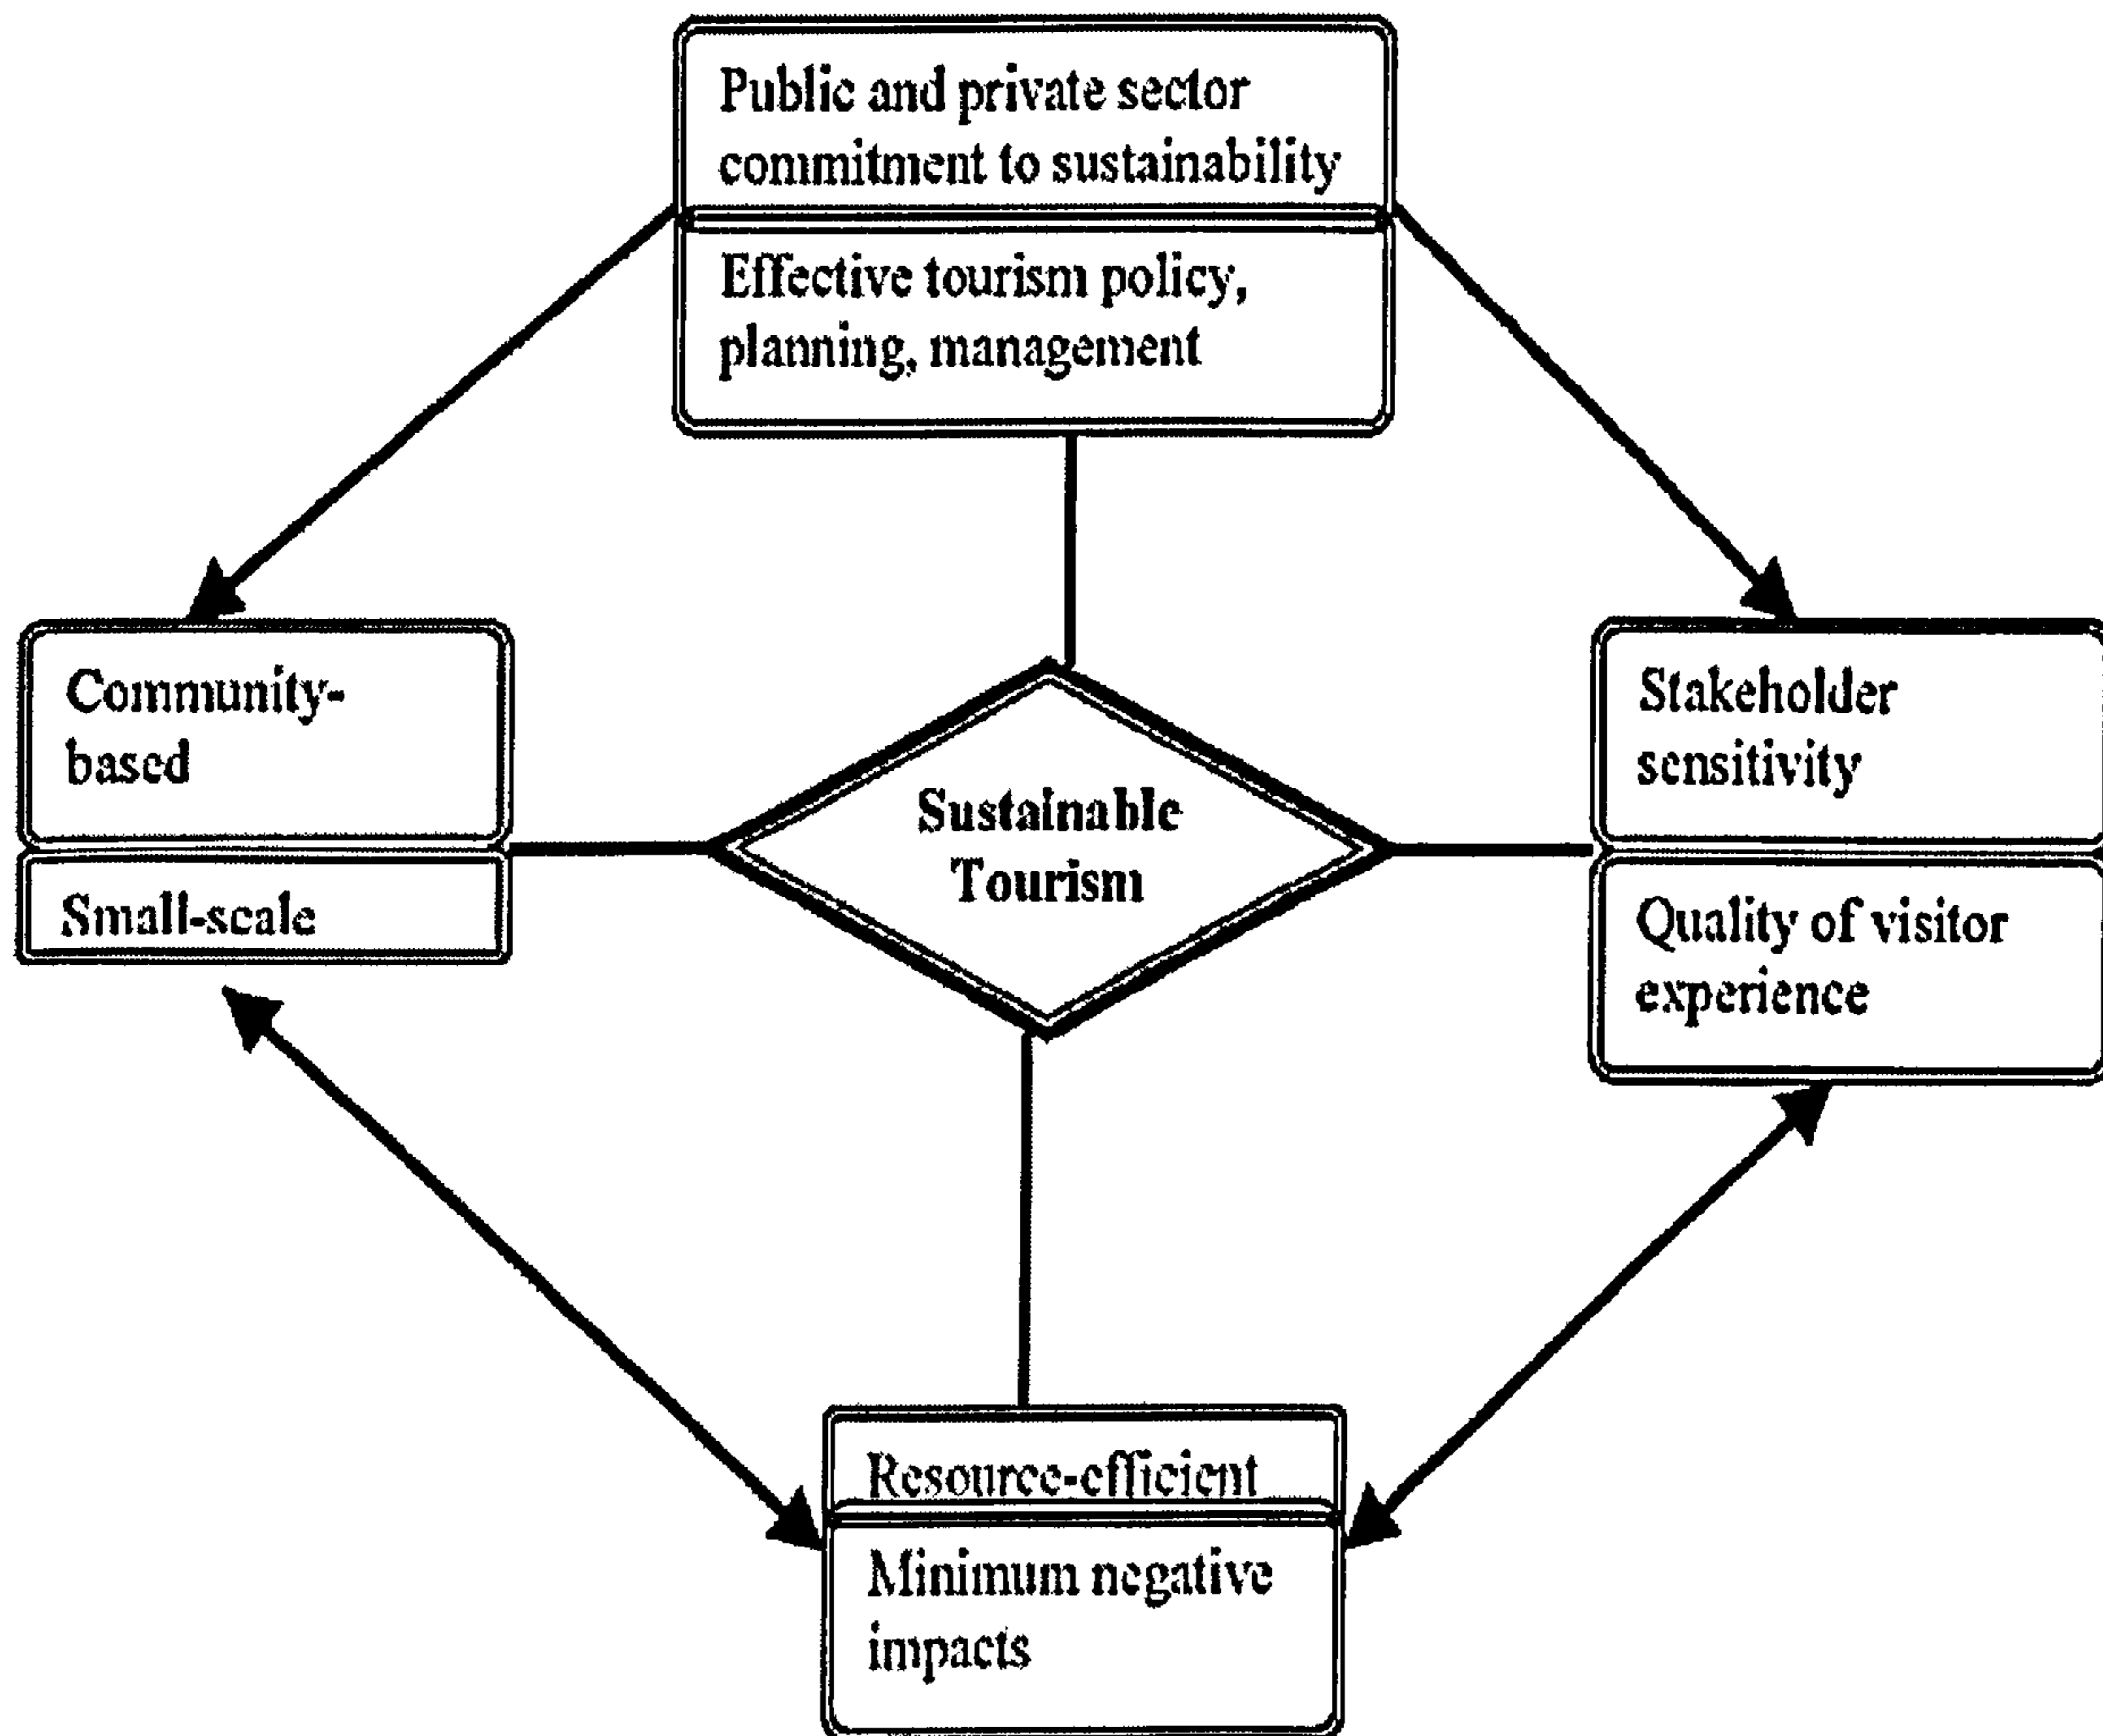 Public and private sector
commitment to sustainability
Effective tourism policy,
planning, management
Community-
based
Small-scale
Sustainable
Tourism
Stakeholder
sensitivity
Quality of visitor
experience
Resource-efficient
Minimum negative
impacts